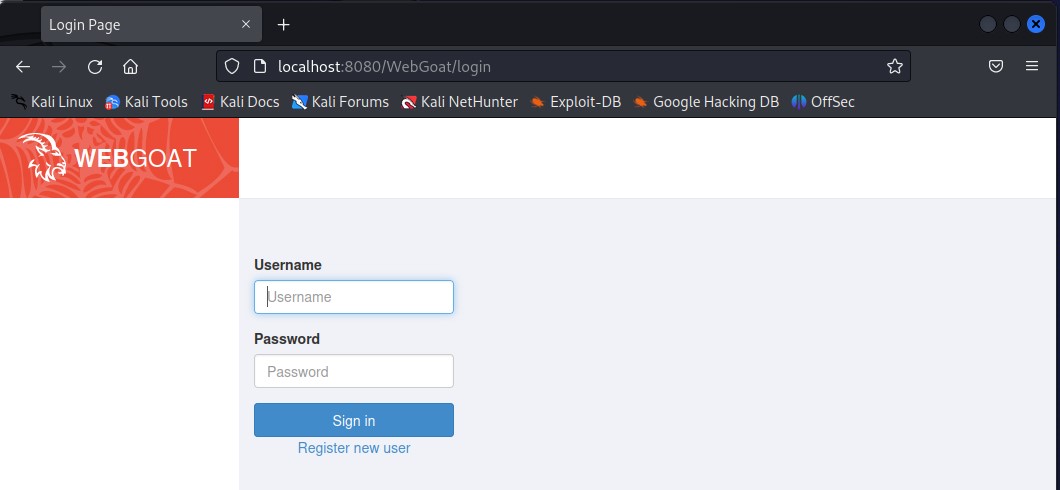 Login Page
localhost:8080/WebGoat/login
Kali Linux Kali Tools Kali Docs Kali Forums Kali NetHunter Exploit-DB Google Hacking DB OffSec
WEBGOAT
Username
Username
Password
Password
Sign in
Register new user